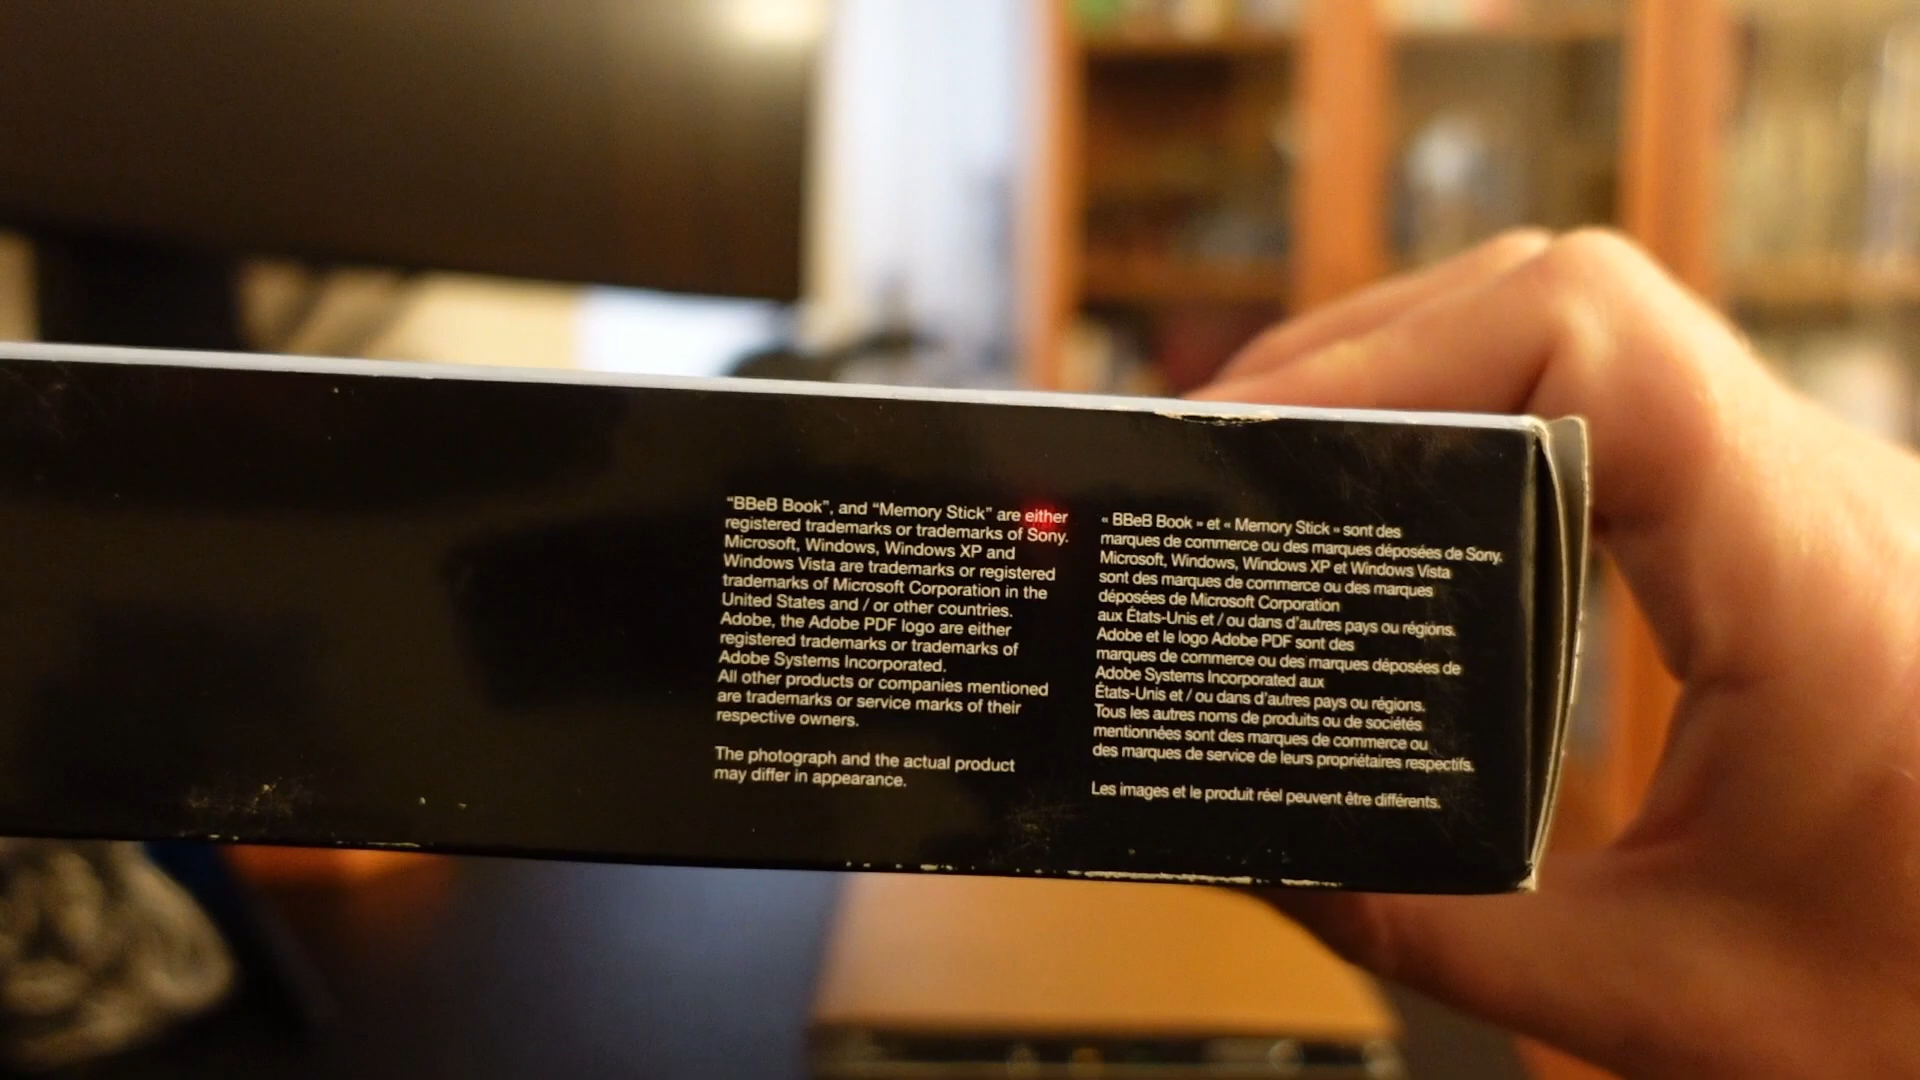 “BBeB Book”, and “Memory Stick” are either
registered trademarks or trademarks of Sony.
Microsoft, Windows, Windows XP and
Windows Vista are trademarks or registered
trademarks of Microsoft Corporation in the
United States and / or other countries.
Adobe, the Adobe PDF logo are either
registered trademarks or trademarks of
Adobe Systems Incorporated.
All other products or companies mentioned
are trademarks or service marks of their
respective owners.
The photograph and the actual product
may differ in appearance.
« BBeB Book » et « Memory Stick » sont des
marques de commerce ou des marques déposées de Sony.
Microsoft, Windows, Windows XP et Windows Vista
sont des marques de commerce ou des marques
déposées de Microsoft Corporation
aux États-Unis et / ou dans d’autres pays ou régions.
Adobe et le logo Adobe PDF sont des
marques de commerce ou des marques déposées de
Adobe Systems Incorporated aux
États-Unis et / ou dans d’autres pays ou régions.
Tous les autres noms de produits ou de sociétés
mentionnées sont des marques de commerce ou
des marques de service de leurs propriétaires respectifs.
Les images et le produit réel peuvent être différents.